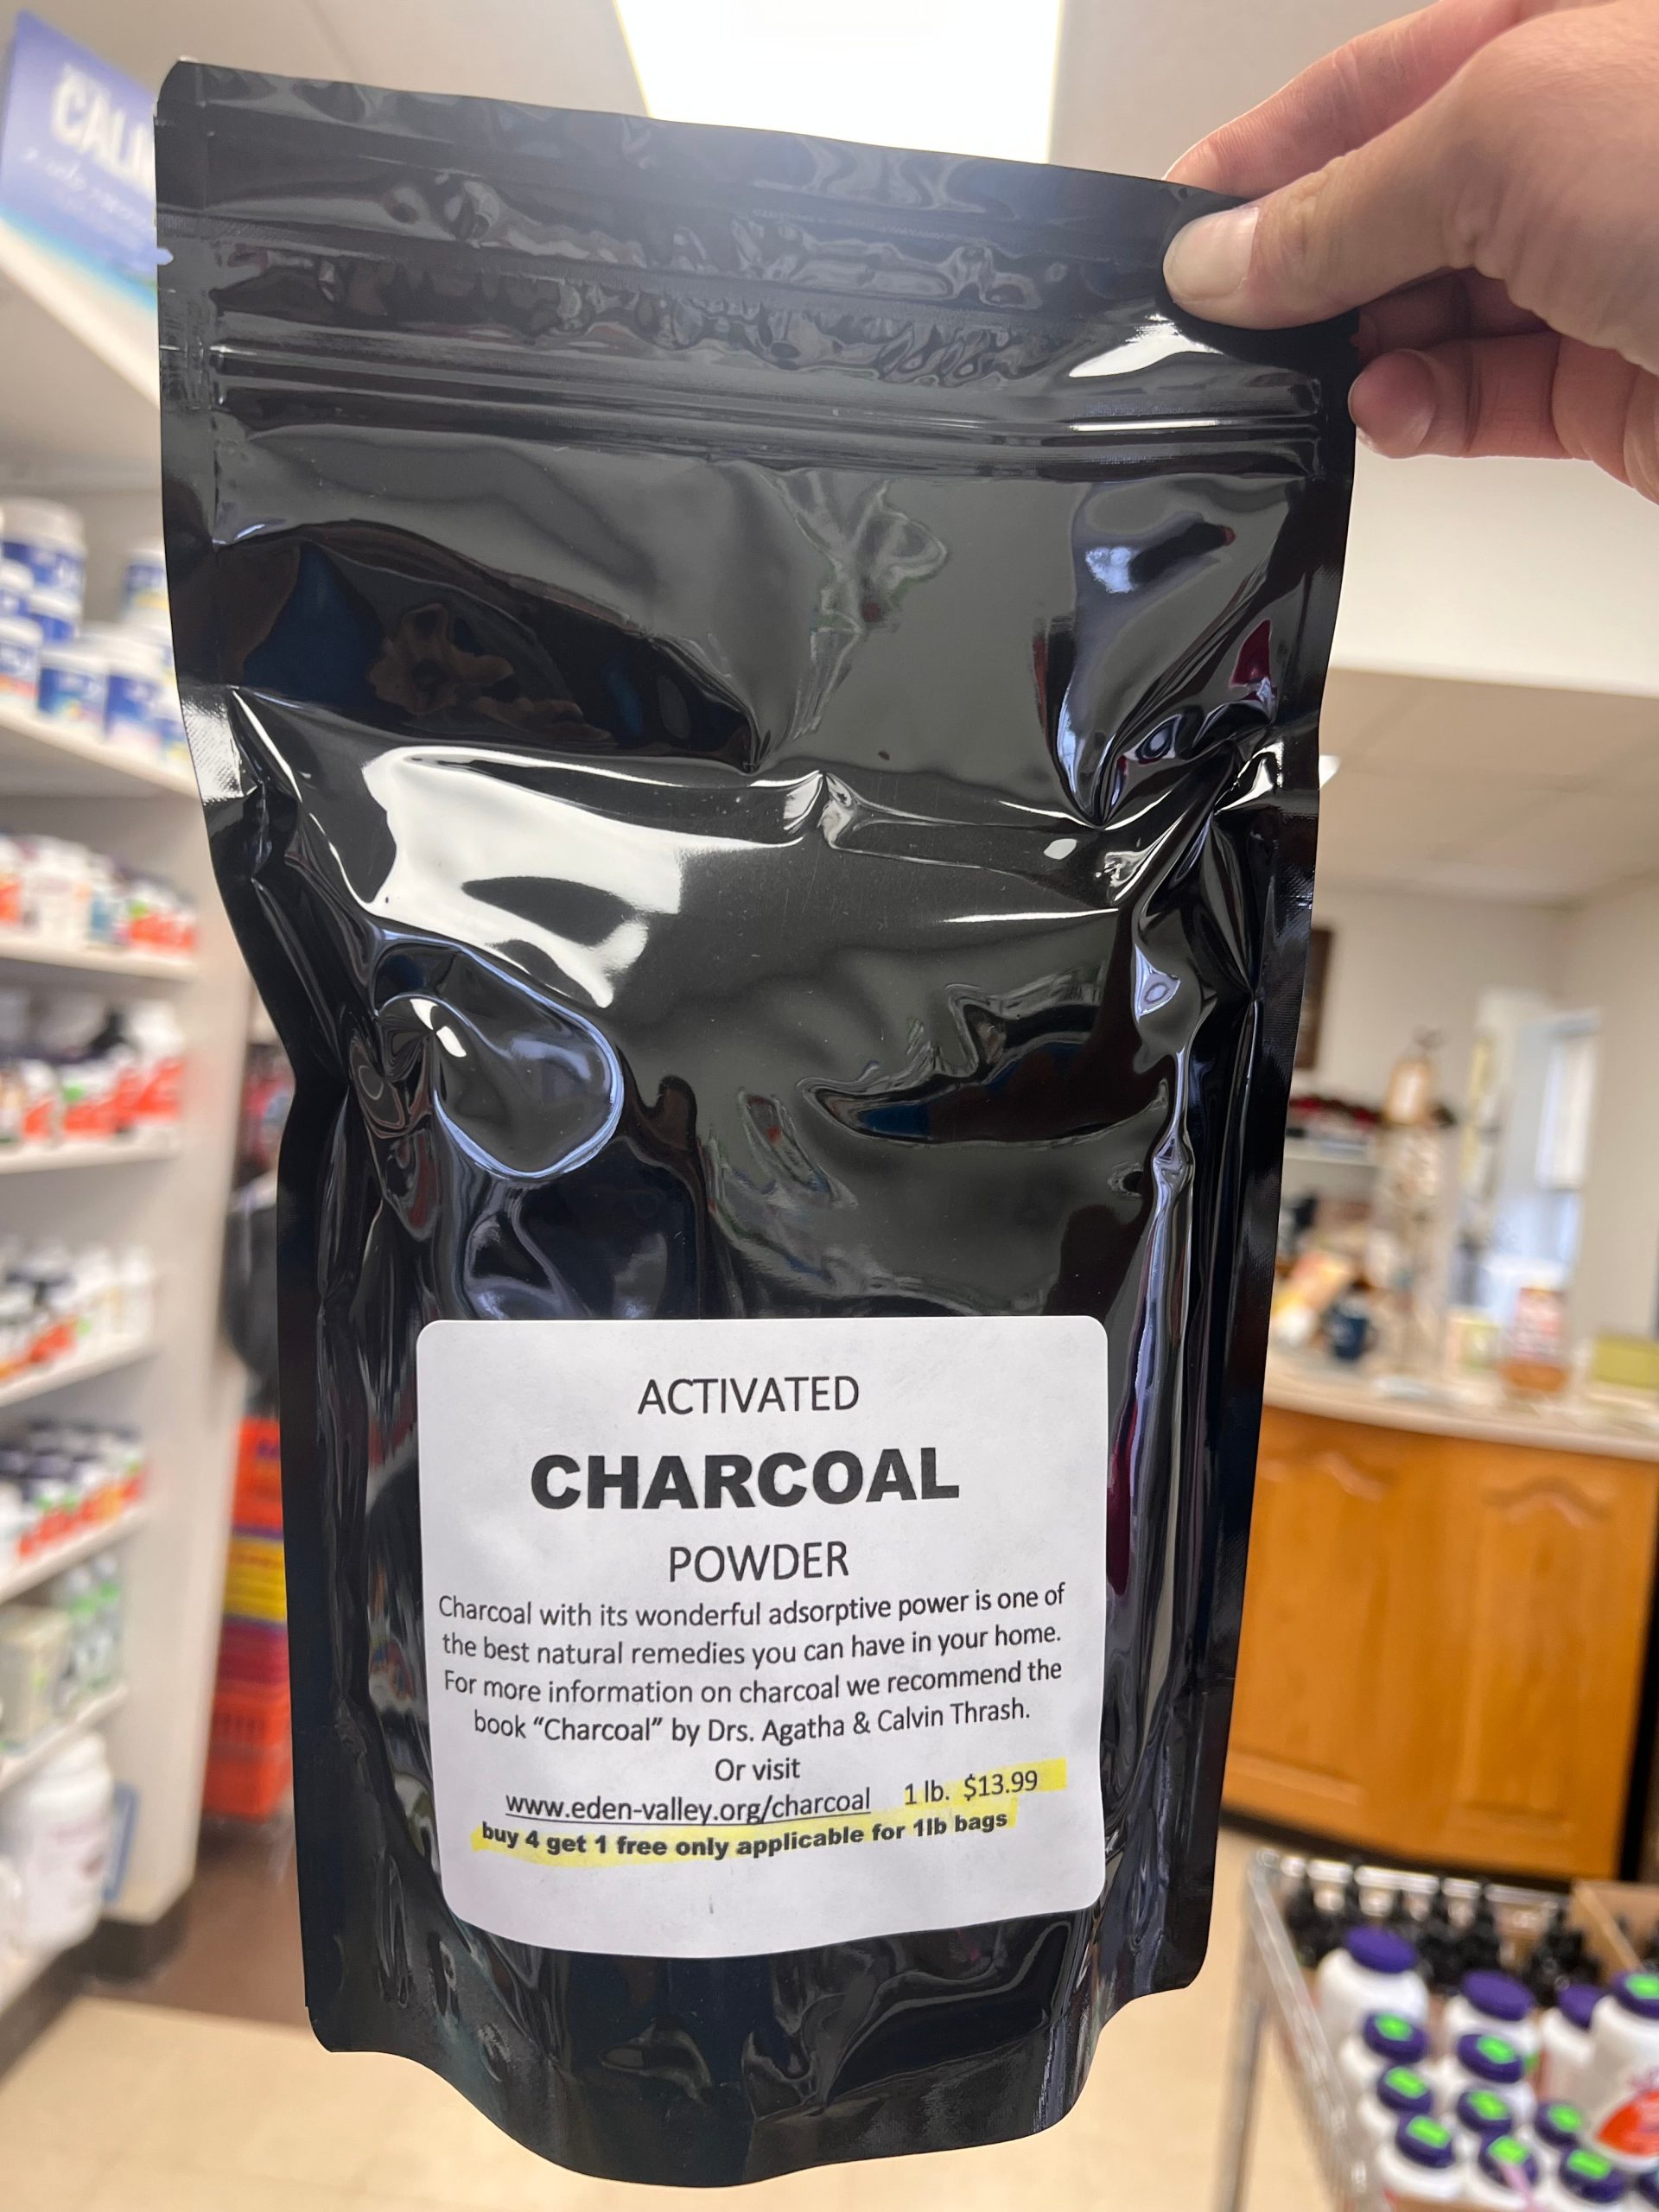 CALM
ACTIVATED
CHARCOAL
POWDER
Charcoal with its wonderful adsorptive power is one of
the best natural remedies you can have in your home.
For more information on charcoal we recommend the
book “Charcoal” by Drs. Agatha & Calvin Thrash.
Or visit
www.eden-valley.org/charcoal 1 lb. $13.99
buy 4 get 1 free only applicable for 1lb bags